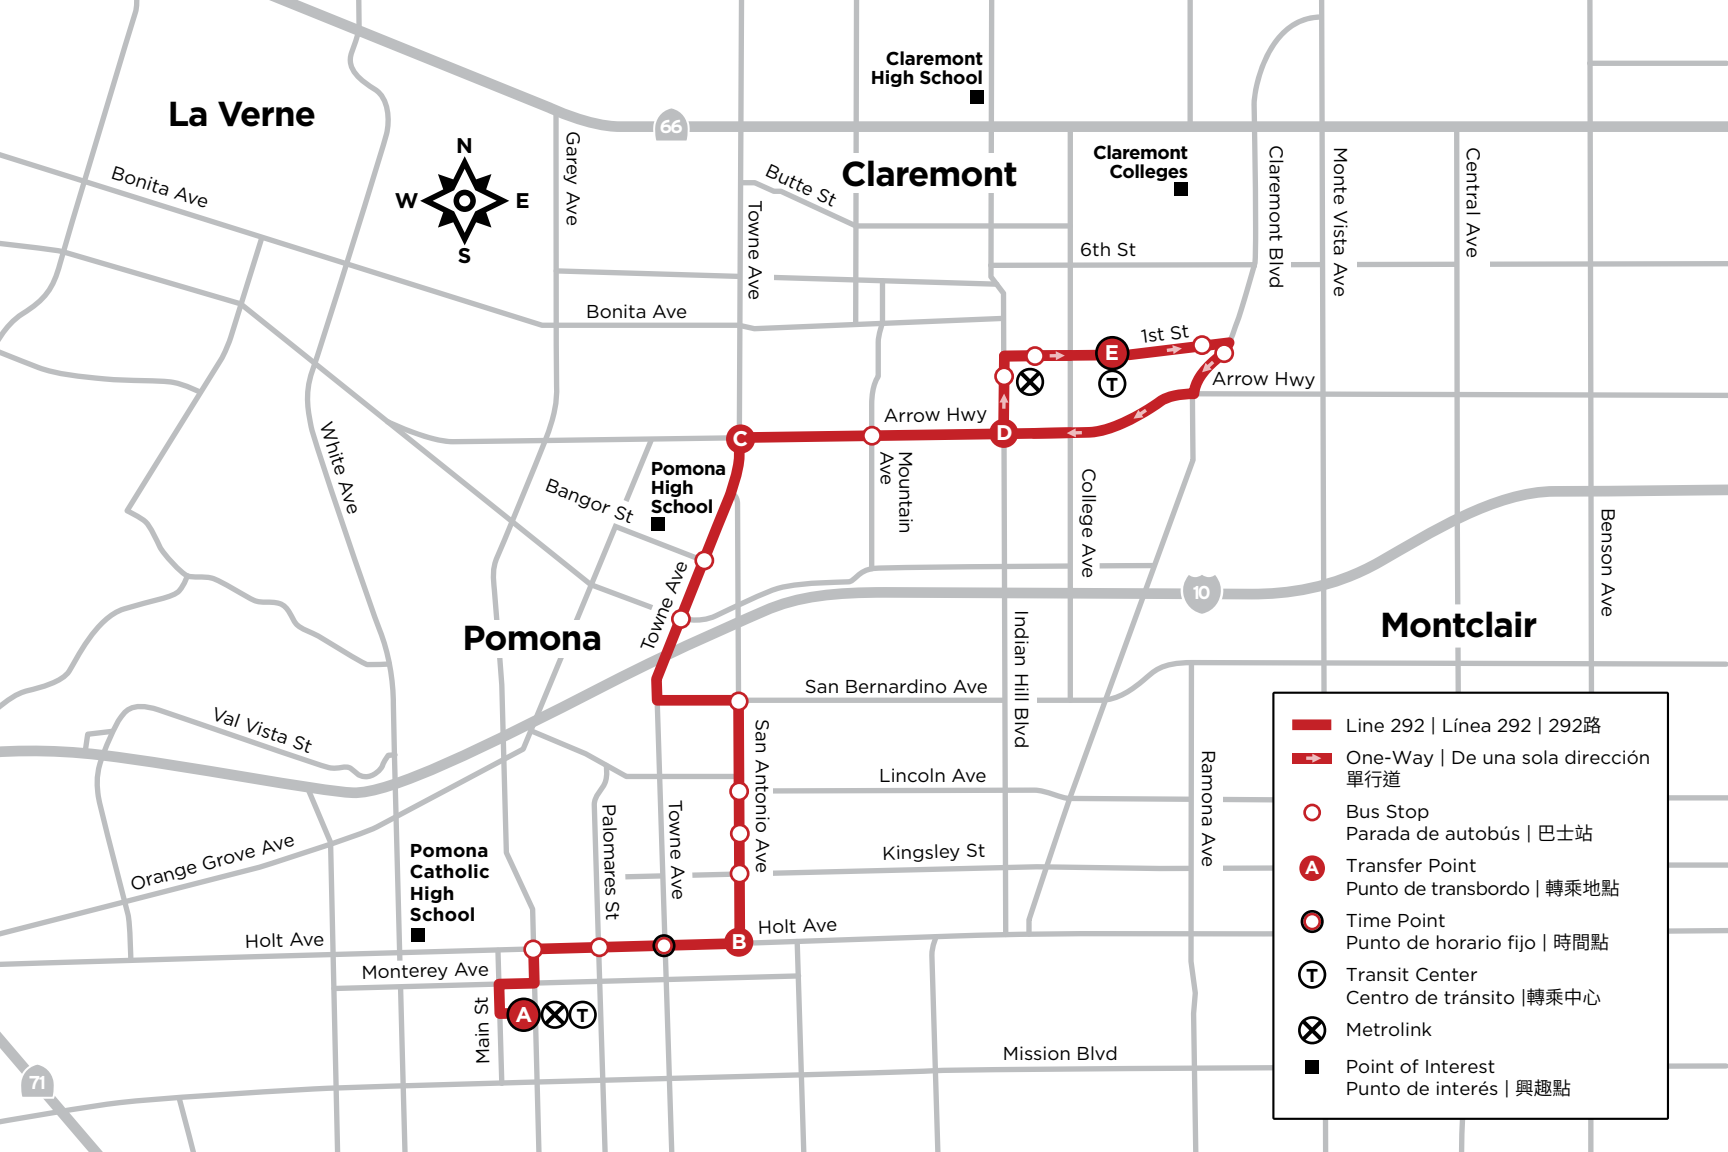 Claremont
High School
La Verne
66
N
W
E
S
Garey Ave
Bonita Ave
Butte St
Claremont
Claremont
Colleges
Claremont Blvd
Monte Vista Ave
Central Ave
Towne Ave
6th St
Bonita Ave
1st St
E
T
Arrow Hwy
Arrow Hwy
C
D
White Ave
Pomona
High
School
Bangor St
Mountain
Ave
College Ave
Benson Ave
Towne Ave
10
Pomona
Montclair
Indian Hill Blvd
San Bernardino Ave
Val Vista St
San Antonio Ave
Lincoln Ave
Ramona Ave
Palomares St
Towne Ave
Orange Grove Ave
Pomona
Catholic
High
School
Kingsley St
Holt Ave
B
Holt Ave
Monterey Ave
Main St
A
T
Mission Blvd
71
Line 292 | Línea 292 | 292路
One-Way | De una sola dirección
單行道
Bus Stop
Parada de autobús | 巴士站
A
Transfer Point
Punto de transbordo | 轉乘地點
Time Point
Punto de horario fijo | 時間點
T
Transit Center
Centro de tránsito |轉乘中心
Metrolink
Point of Interest
Punto de interés | 興趣點